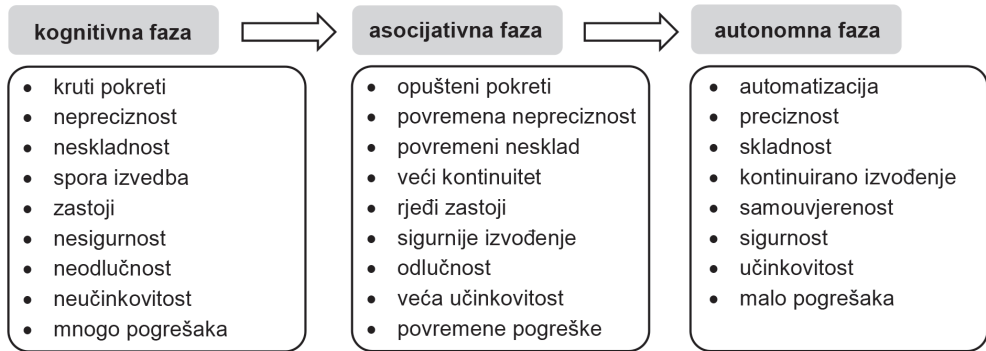 kognitivna faza
asocijativna faza
autonomna faza
• kruti pokreti
• nepreciznost
• neskladnost
• spora izvedba
• zastoji
• nesigurnost
• neodlučnost
• neučinkovitost
• mnogo pogrešaka
• opušteni pokreti
• povremena nepreciznost
• povremeni nesklad
• veći kontinuitet
• rjeđi zastoji
• sigurnije izvođenje
• odlučnost
• veća učinkovitost
• povremene pogreške
• automatizacija
• preciznost
• skladnost
• kontinuirano izvođenje
• samouvjerenost
• sigurnost
• učinkovitost
• malo pogrešaka